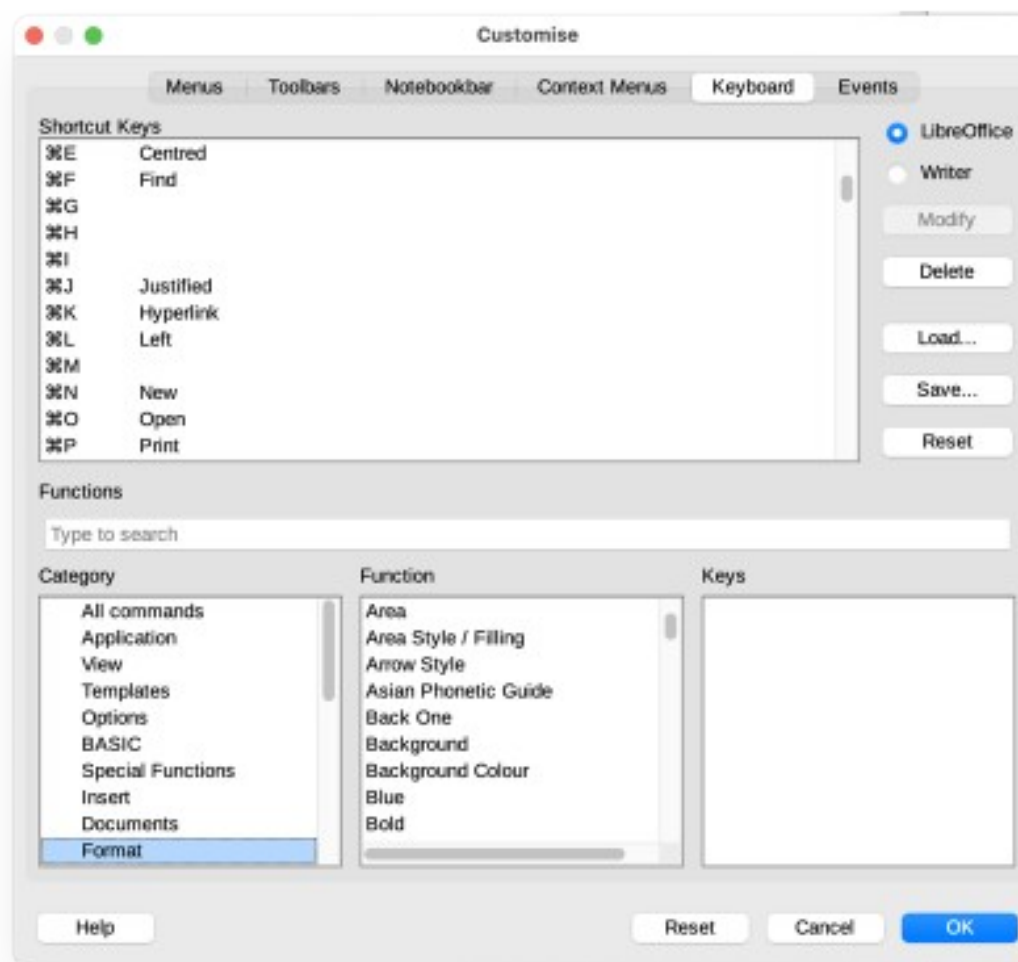 Customise
Menus Toolbars Notebookbar Context Menus Keyboard Events
Shortcut Keys
⌘E Centred
⌘F Find
⌘G
⌘H
⌘I
⌘J Justified
⌘K Hyperlink
⌘L Left
⌘M
⌘N New
⌘O Open
⌘P Print
LibreOffice
Writer
Modify
Delete
Load...
Save...
Reset
Functions
Type to search
Category
All commands
Application
View
Templates
Options
BASIC
Special Functions
Insert
Documents
Format
Function
Area
Area Style / Filling
Arrow Style
Asian Phonetic Guide
Back One
Background
Background Colour
Blue
Bold
Keys
Help Reset Cancel OK